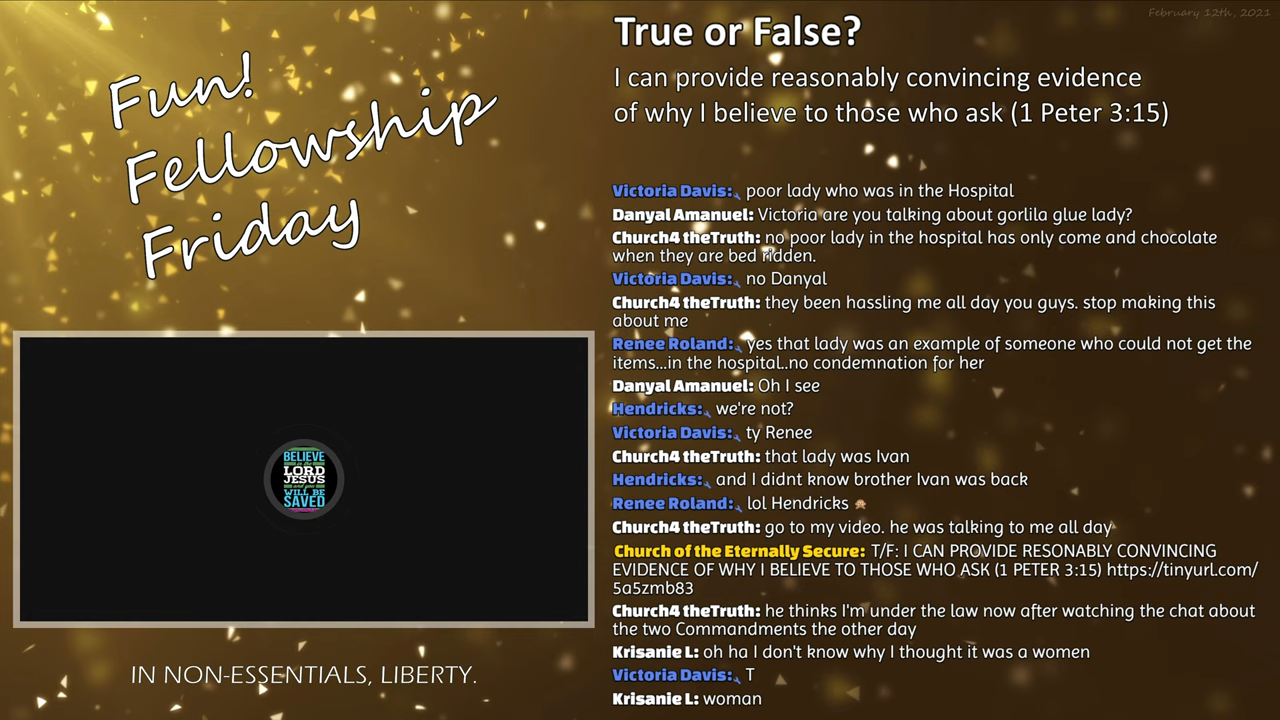 February 12th, 2021
True or False?
I can provide reasonably convincing evidence
of why I believe to those who ask (1 Peter 3:15)
Fun!
Fellowship
Friday
Victoria Davis: poor lady who was in the Hospital
Danyal Amanuel: Victoria are you talking about gorlila glue lady?
Church4 theTruth: no poor lady in the hospital has only come and chocolate
when they are bed ridden.
Victoria Davis: no Danyal
Church4 theTruth: they been hassling me all day you guys. stop making this
about me
Renee Roland: yes that lady was an example of someone who could not get the
items...in the hospital..no condemnation for her
Danyal Amanuel: Oh I see
Hendricks: we're not?
Victoria Davis: ty Renee
Church4 theTruth: that lady was Ivan
Hendricks: and I didnt know brother Ivan was back
Renee Roland: lol Hendricks
Church4 theTruth: go to my video. he was talking to me all day
Church of the Eternally Secure: T/F: I CAN PROVIDE RESONABLY CONVINCING
EVIDENCE OF WHY I BELIEVE TO THOSE WHO ASK (1 PETER 3:15) https://tinyurl.com/
5a5zmb83
Church4 theTruth: he thinks I'm under the law now after watching the chat about
the two Commandments the other day
Krisanie L: oh ha I don't know why I thought it was a women
Victoria Davis: T
Krisanie L: woman
BELIEVE
in the
LORD
JESUS
and you
WILL BE
SAVED
IN NON-ESSENTIALS, LIBERTY.